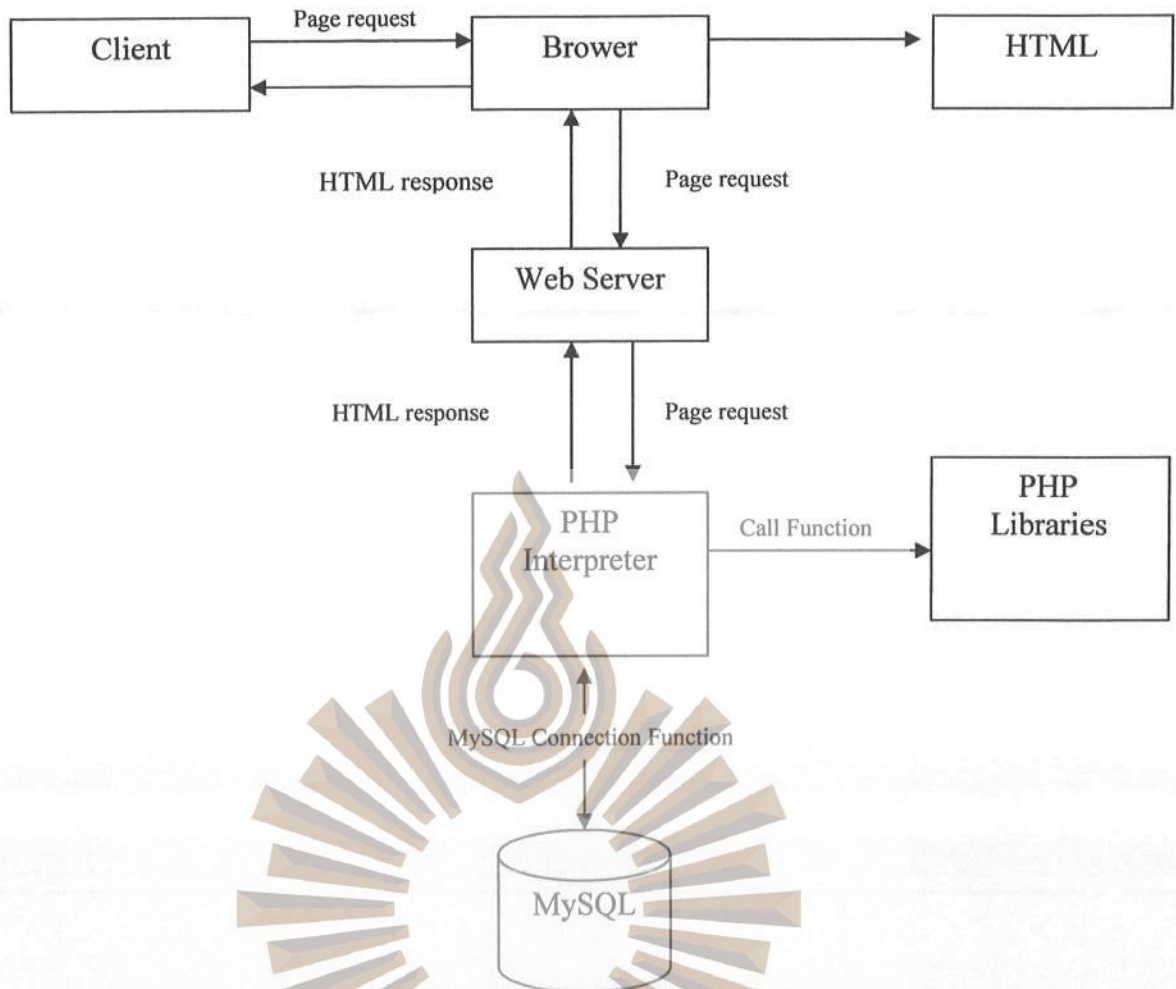 Page request
Client
Brower
HTML
HTML response
Page request
Web Server
HTML response
Page request
PHP
Interpreter
Call Function
PHP
Libraries
MySQL Connection Function
MySQL